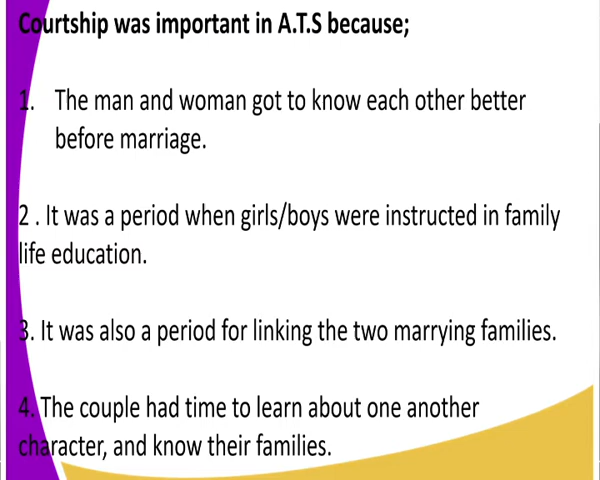 Courtship was important in A.T.S because;
1. The man and woman got to know each other better
before marriage.
2 . It was a period when girls/boys were instructed in family
life education.
3. It was also a period for linking the two marrying families.
4. The couple had time to learn about one another
character, and know their families.